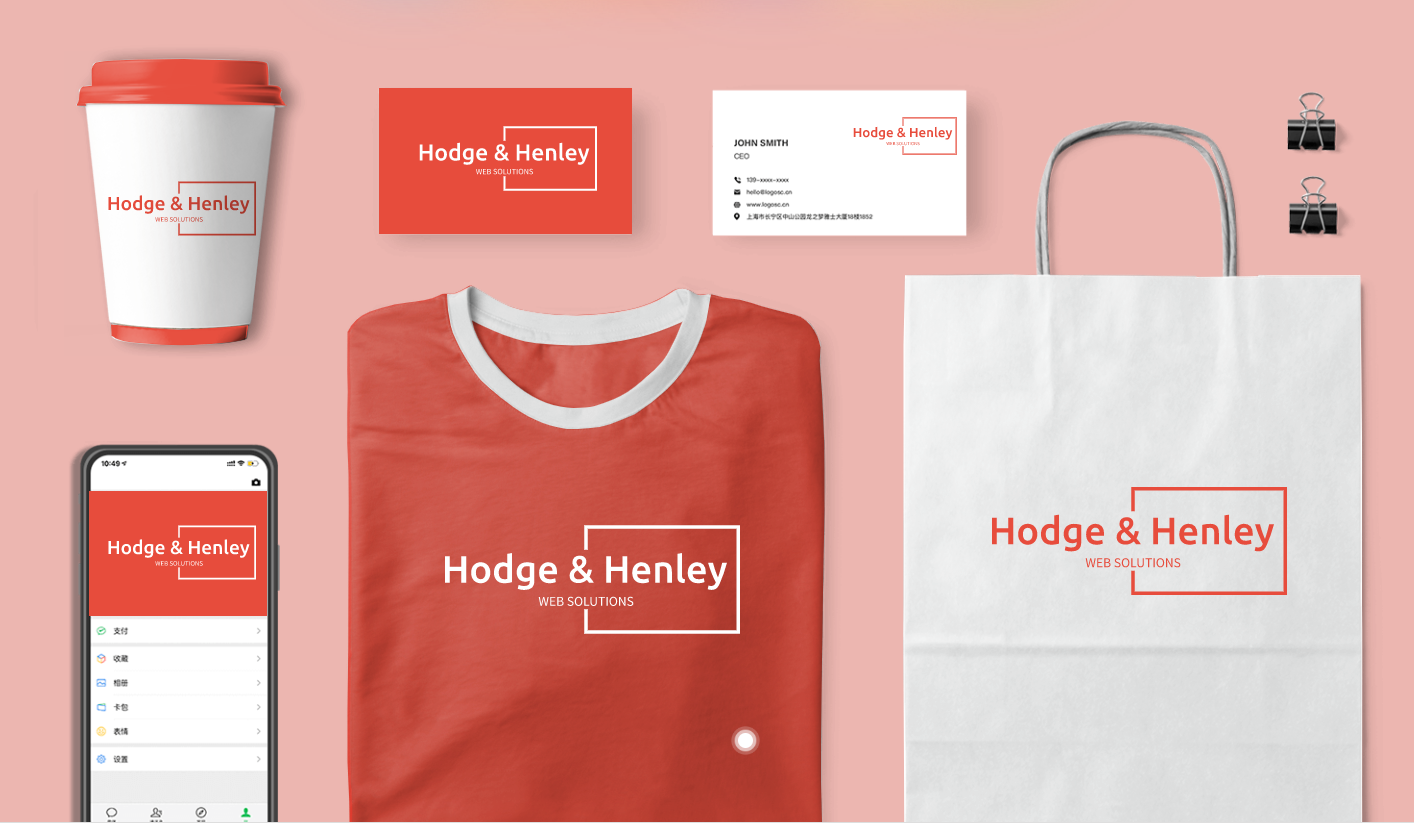 Hodge & Henley
WEB SOLUTIONS
Hodge & Henley
WEB SOLUTIONS
Hodge & Henley
WEB SOLUTIONS
JOHN SMITH
CEO
139-xxxx-xxxx
hello@logosc.cn
www.logosc.cn
上海市长宁区中山公园龙之梦雅士大厦18楼1852
10:49
Hodge & Henley
WEB SOLUTIONS
支付
收藏
相册
卡包
表情
设置
Hodge & Henley
WEB SOLUTIONS
Hodge & Henley
WEB SOLUTIONS